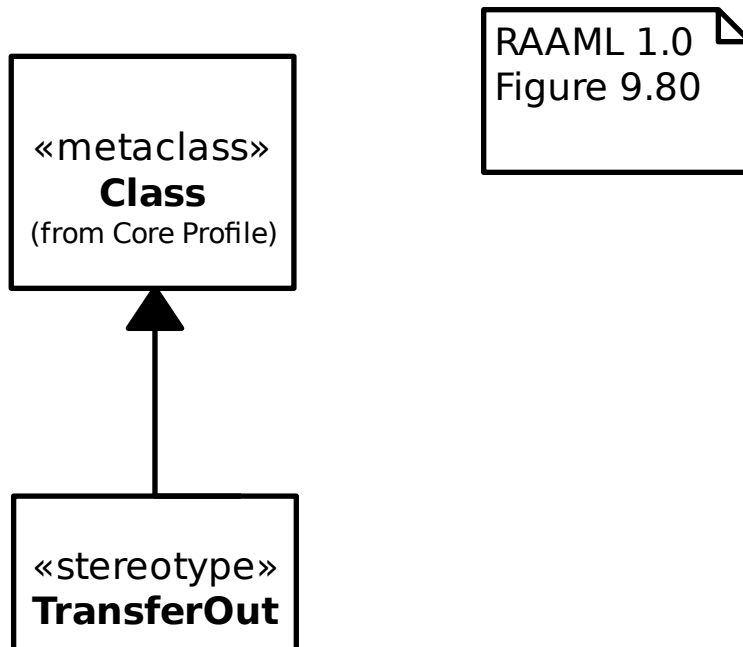 «metaclass»
Class
(from Core Profile)
RAAML 1.0
Figure 9.80
«stereotype»
TransferOut